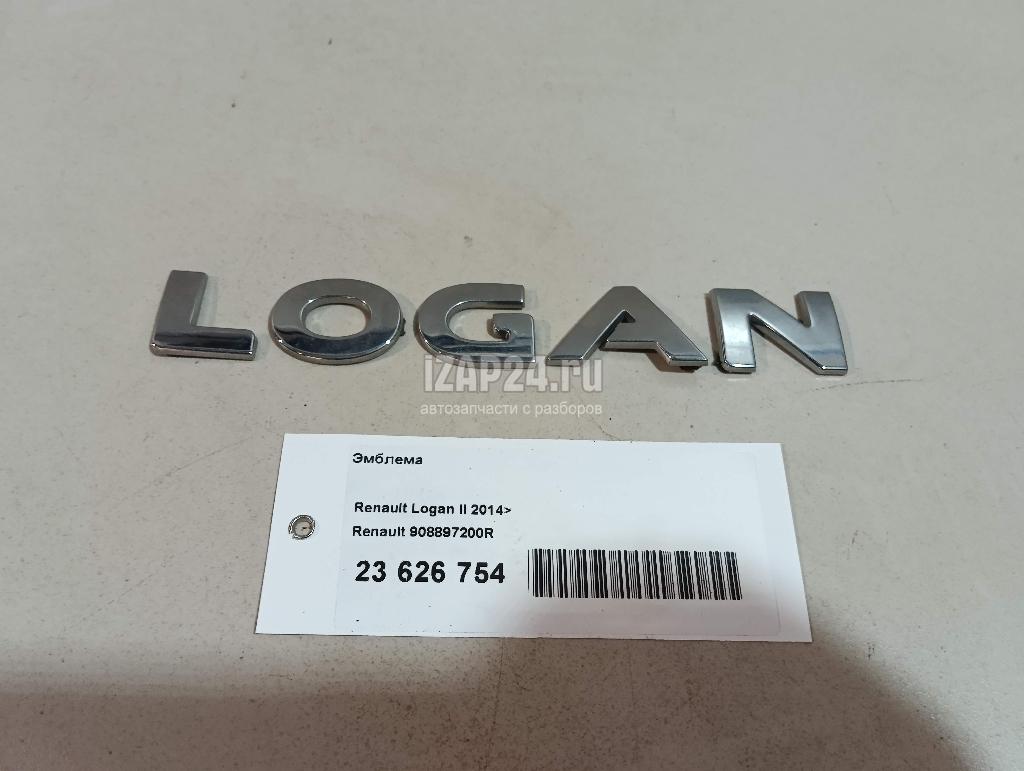 LOGAN
iZAP24.ru
автозапчасти с разборов
Эмблема
Renault Logan II 2014>
Renault 908897200R
23 626 754